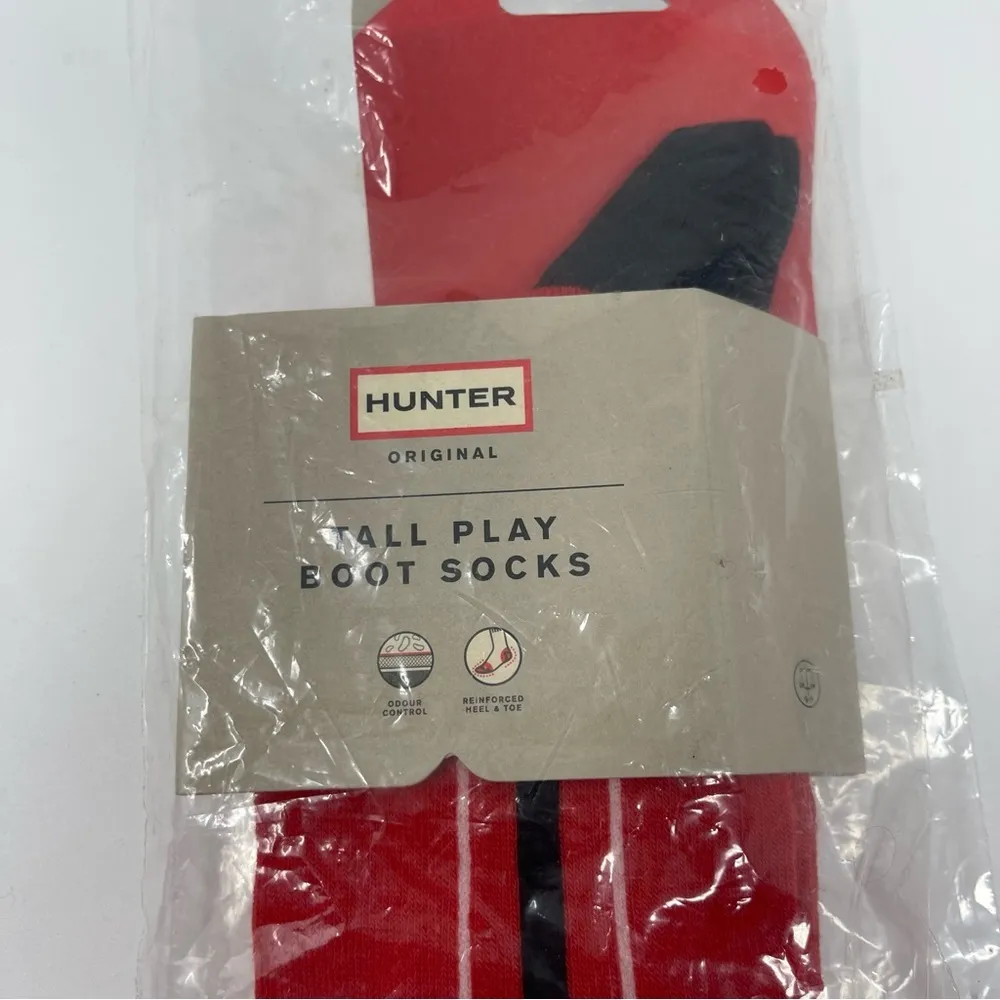 HUNTER
ORIGINAL
TALL PLAY
BOOT SOCKS
ODOUR
CONTROL
REINFORCED
HEEL & TOE